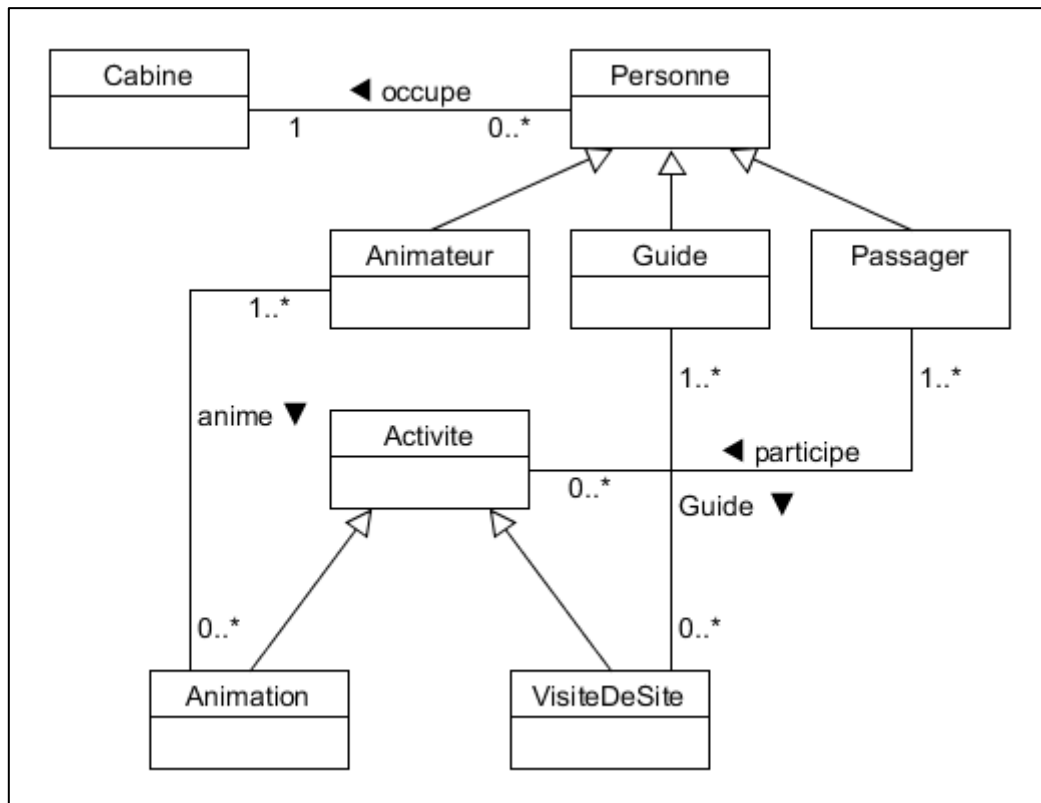 Cabine
Personne
◀ occupe
1
0..*
Animateur
Guide
Passager
1..*
1..*
1..*
anime ▼
Activite
◀ participe
0..*
Guide ▼
0..*
0..*
Animation
VisiteDeSite